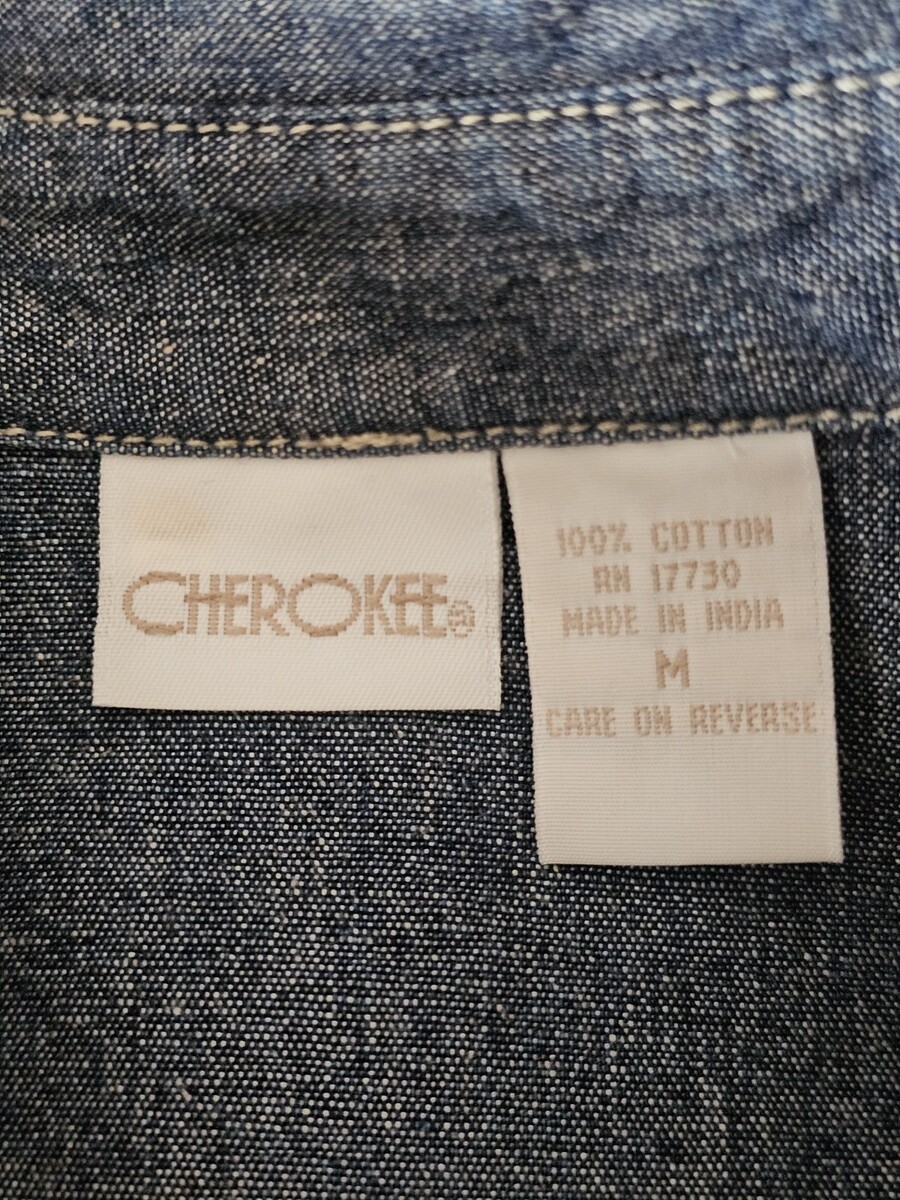 CHEROKEE®
100% COTTON
RN 17730
MADE IN INDIA
M
CARE ON REVERSE